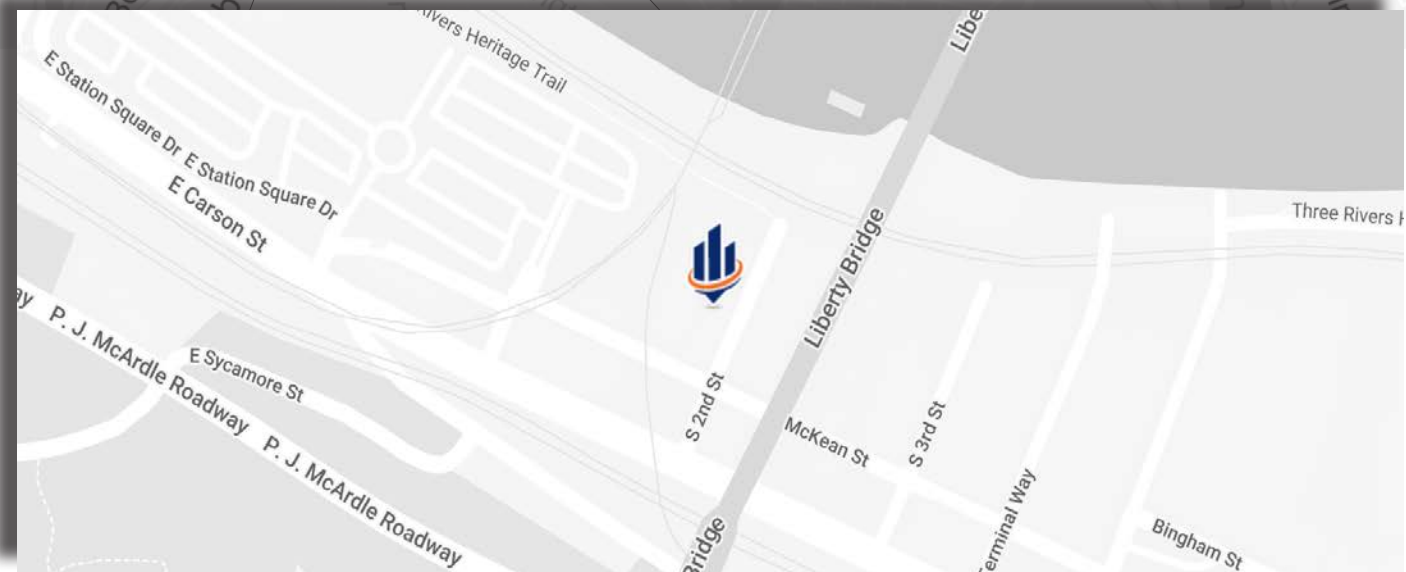 Rivers Heritage Trail
Libe
E Station Square Dr
E Station Square Dr
E Carson St
Three Rivers H
Liberty Bridge
P. J. McArdle Roadway
E Sycamore St
S 2nd St
McKean St
S 3rd St
P. J. McArdle Roadway
Terminal Way
Bingham St
Bridge